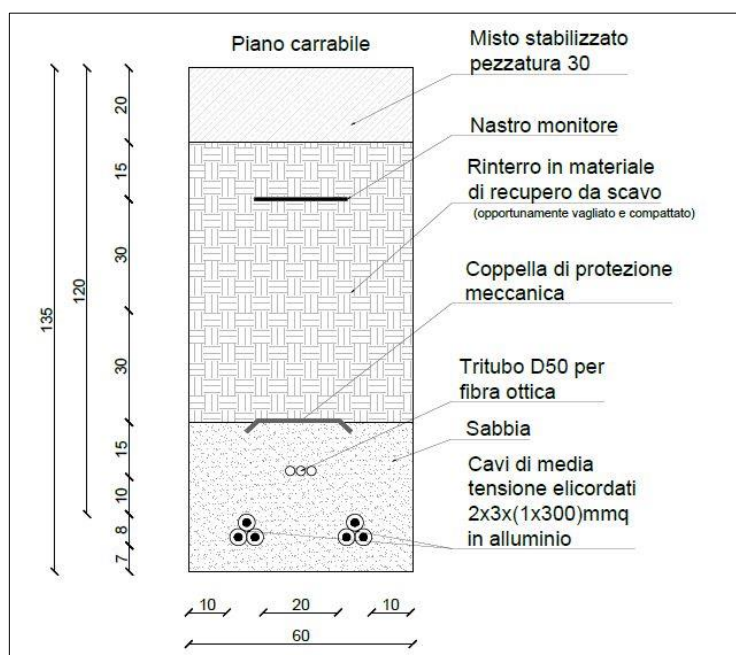 Piano carrabile
Misto stabilizzato
pezzatura 30
Nastro monitore
Rinterro in materiale
di recupero da scavo
(opportunamente vagliato e compattato)
Coppella di protezione
meccanica
Tritubo D50 per
fibra ottica
Sabbia
Cavi di media
tensione elicordati
2x3x(1x300)mmq
in alluminio
135
120
20
15
30
30
15
10
8
7
10
20
10
60